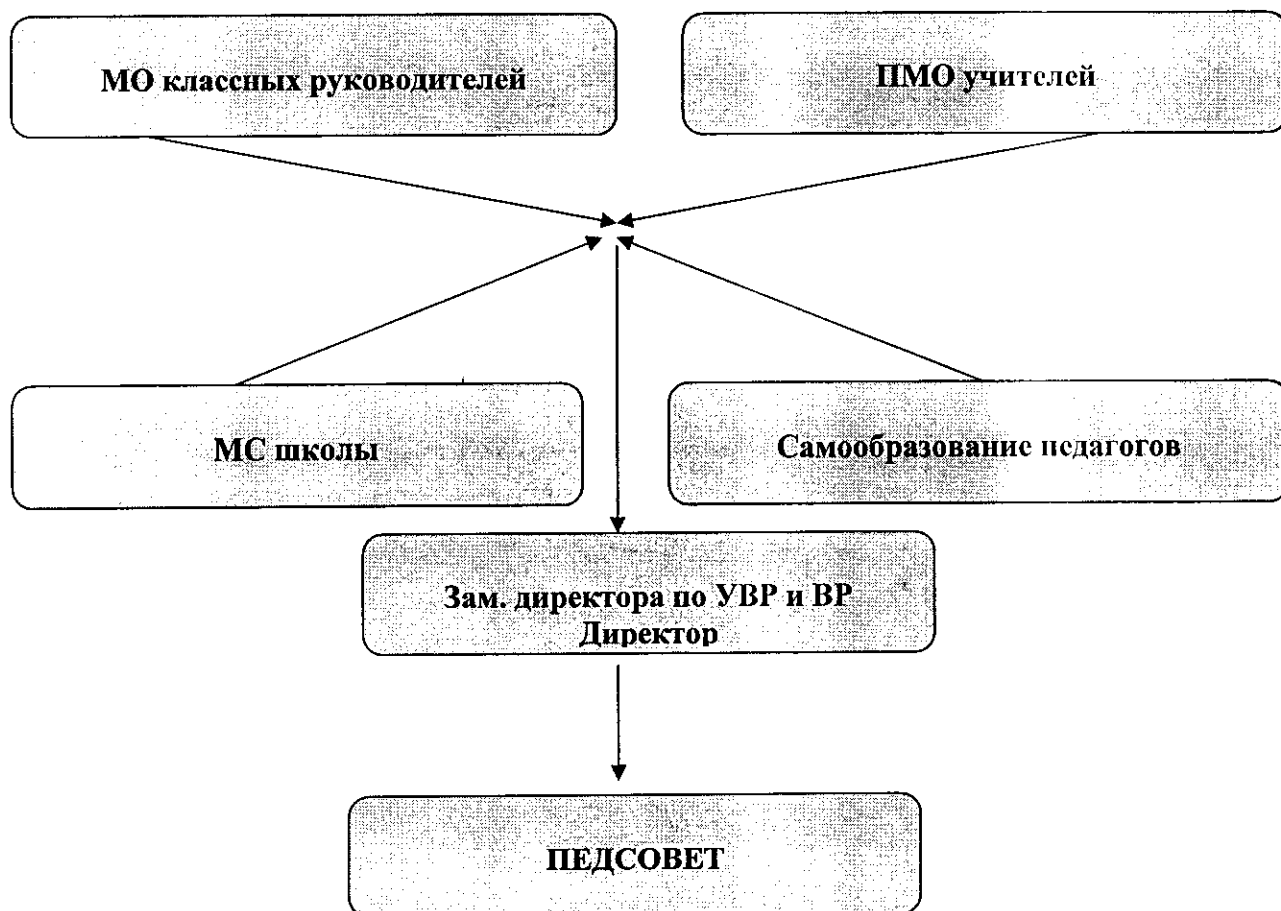 МО классных руководителей
ПМО учителей
МС школы
Самообразование педагогов
Зам. директора по УВР и ВР
Директор
ПЕДСОВЕТ